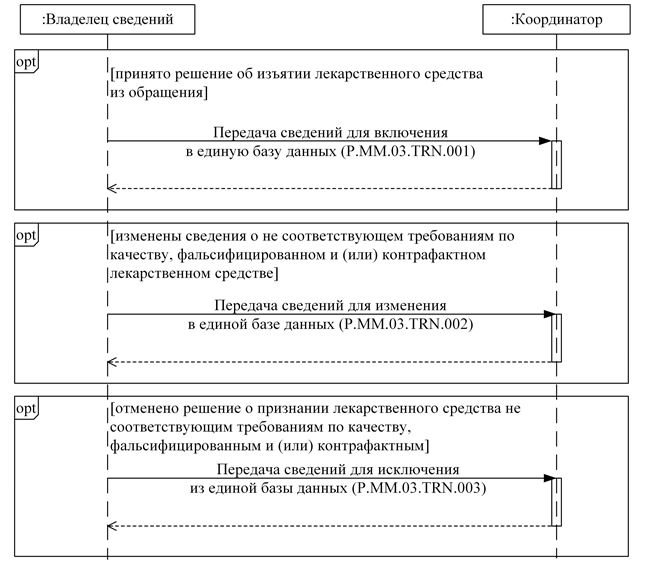 :Владелец сведений
:Координатор
opt
[принято решение об изъятии лекарственного средства
из обращения]
Передача сведений для включения
в единую базу данных (P.MM.03.TRN.001)
opt
[изменены сведения о не соответствующем требованиям по
качеству, фальсифицированном и (или) контрафактном
лекарственном средстве]
Передача сведений для изменения
в единой базе данных (P.MM.03.TRN.002)
opt
[отменено решение о признании лекарственного средства не
соответствующим требованиям по качеству,
фальсифицированным и (или) контрафактным]
Передача сведений для исключения
из единой базы данных (P.MM.03.TRN.003)